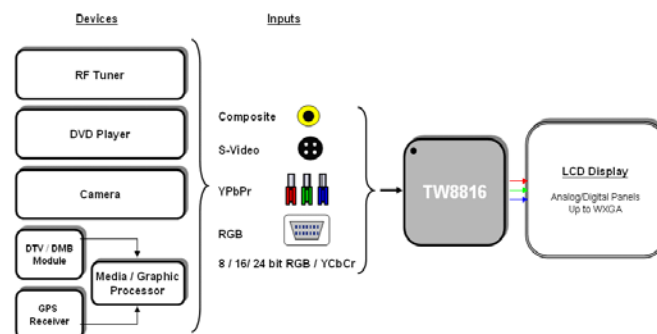 Devices
Inputs
RF Tuner
DVD Player
Camera
DTV / DMB
Module
Media / Graphic
Processor
GPS
Receiver
Composite
S-Video
YPbPr
RGB
8 / 16/ 24 bit RGB / YCbCr
TW8816
LCD Display
Analog/Digital Panels
Up to WXGA